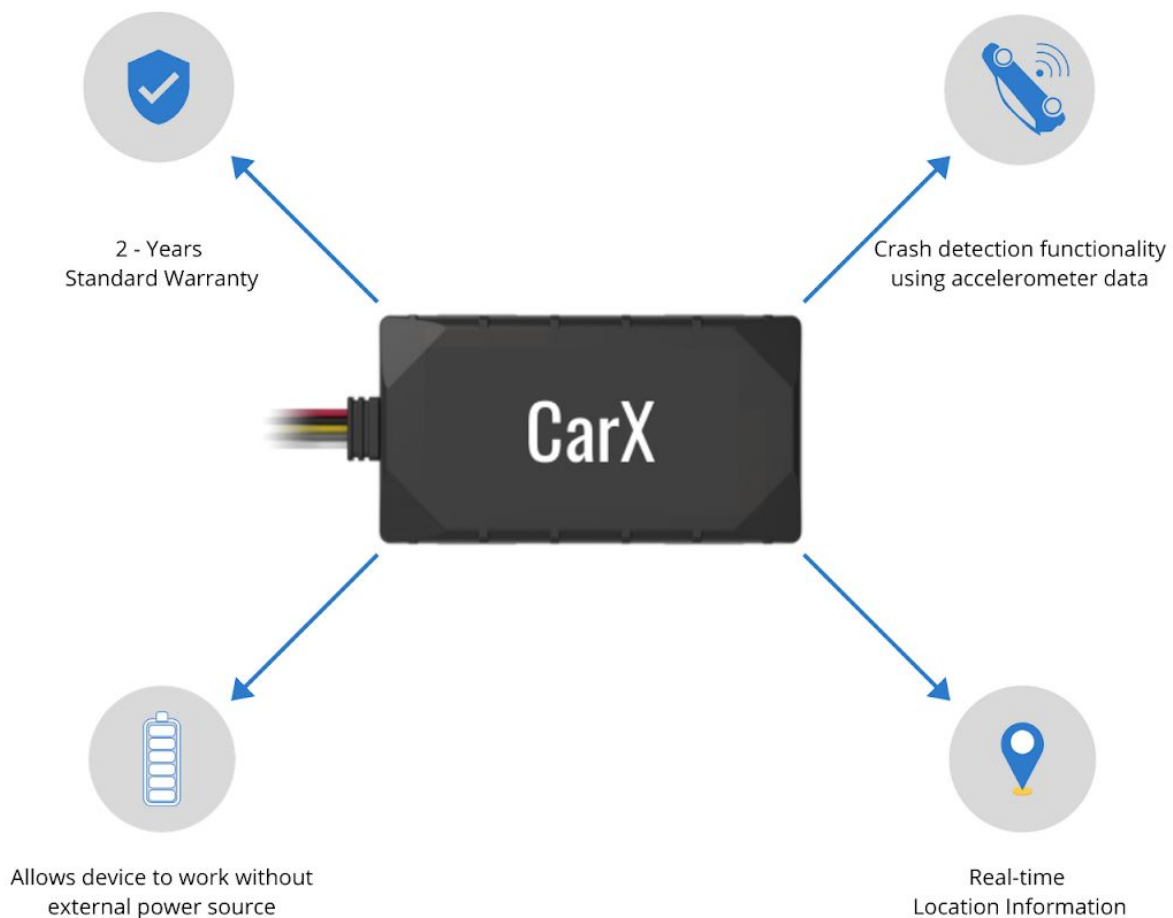 2 - Years
Standard Warranty
Crash detection functionality
using accelerometer data
CarX
Allows device to work without
external power source
Real-time
Location Information